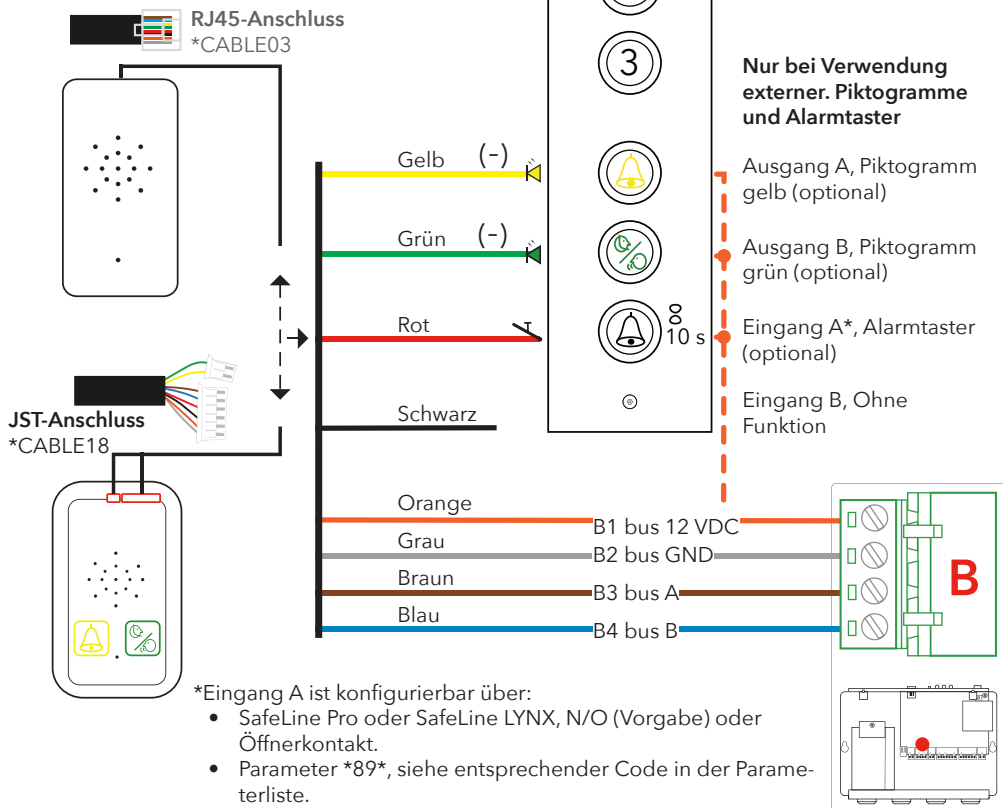 RJ45-Anschluss
*CABLE03
3
Nur bei Verwendung
externer. Piktogramme
und Alarmtaster
Gelb (-)
Ausgang A, Piktogramm
gelb (optional)
Grün (-)
Ausgang B, Piktogramm
grün (optional)
Rot
10 s
Eingang A*, Alarmtaster
(optional)
JST-Anschluss
*CABLE18
Schwarz
Eingang B, Ohne
Funktion
Orange
B1 bus 12 VDC
Grau
B2 bus GND
Braun
B3 bus A
Blau
B4 bus B
B
*Eingang A ist konfigurierbar über:
• SafeLine Pro oder SafeLine LYNX, N/O (Vorgabe) oder
Öffnerkontakt.
• Parameter *89*, siehe entsprechender Code in der Parame-
terliste.